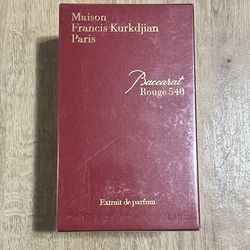 Maison
Francis Kurkdjian
Paris
Baccarat
Rouge 540
Extrait de parfum